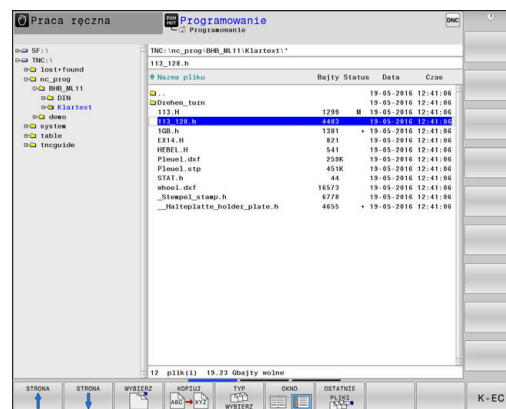 Praca ręczna
PGM MGT Programowanie DNC
Programowanie
SF:\
TNC:\
lost+found
nc_prog
BHB_ML11
DIN
Klartext
demo
system
table
tncguide
TNC:\nc_prog\BHB_ML11\Klartext\*
113_128.h
Nazwa pliku Bajty Status Data Czas
.. 19-05-2016 12:41:06
Drehen_turn 19-05-2016 12:41:06
113.H 1299 M 19-05-2016 12:41:06
113_128.h 4403 19-05-2016 12:41:06
1GB.h 1381 + 19-05-2016 12:41:06
EX14.H 821 19-05-2016 12:41:06
HEBEL.H 541 19-05-2016 12:41:06
Pleuel.dxf 259K 19-05-2016 12:41:06
Pleuel.stp 451K 19-05-2016 12:41:06
STAT.h 44 19-05-2016 12:41:06
wheel.dxf 16573 19-05-2016 12:41:06
_Stempel_stamp.h 6778 19-05-2016 12:41:06
__Halteplatte_holder_plate.h 4655 + 19-05-2016 12:41:06
12 plik(i) 19.23 Gbajty wolne
STRONA STRONA WYBIERZ KOPIUJ TYP OKNO OSTATNIE
ABC XYZ WYBIERZ PLIKI K-EC